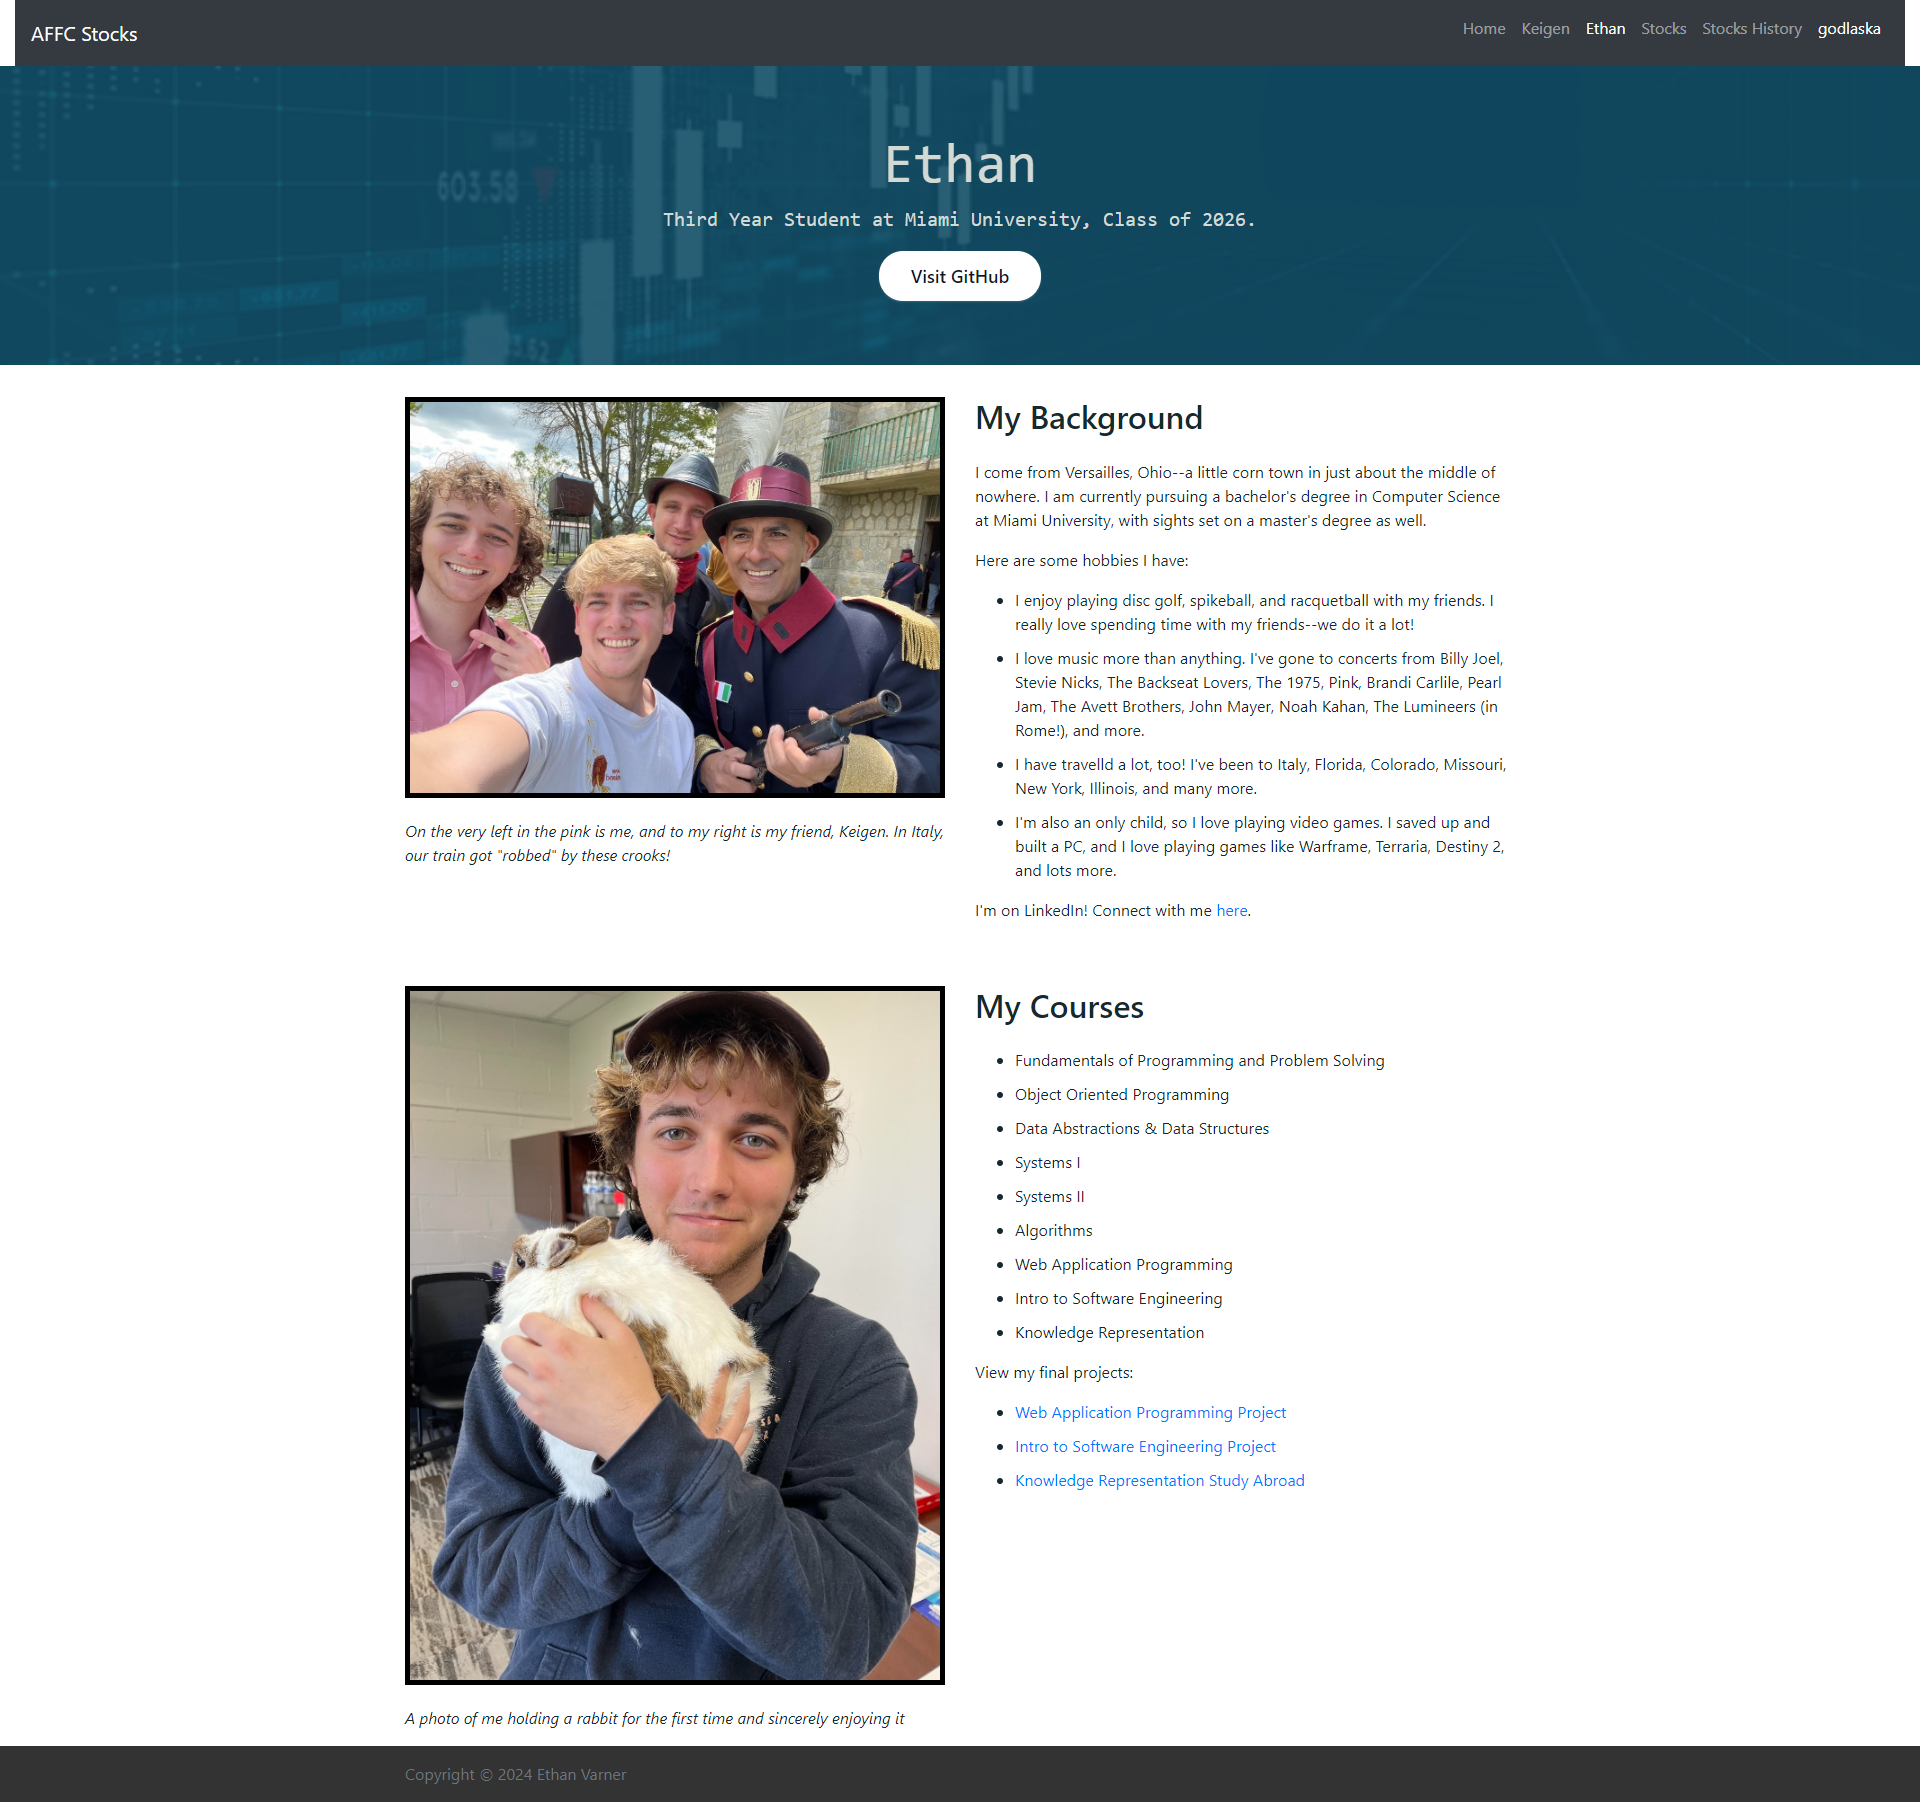 AFFC Stocks
Home Keigen Ethan Stocks Stocks History godlaska
603.58
Ethan
Third Year Student at Miami University, Class of 2026.
Visit GitHub
My Background
I come from Versailles, Ohio--a little corn town in just about the middle of
nowhere. I am currently pursuing a bachelor's degree in Computer Science
at Miami University, with sights set on a master's degree as well.
Here are some hobbies I have:
I enjoy playing disc golf, spikeball, and racquetball with my friends. I
really love spending time with my friends--we do it a lot!
I love music more than anything. I've gone to concerts from Billy Joel,
Stevie Nicks, The Backseat Lovers, The 1975, Pink, Brandi Carlile, Pearl
Jam, The Avett Brothers, John Mayer, Noah Kahan, The Lumineers (in
Rome!), and more.
I have travelld a lot, too! I've been to Italy, Florida, Colorado, Missouri,
New York, Illinois, and many more.
I'm also an only child, so I love playing video games. I saved up and
built a PC, and I love playing games like Warframe, Terraria, Destiny 2,
and lots more.
I'm on LinkedIn! Connect with me here.
On the very left in the pink is me, and to my right is my friend, Keigen. In Italy,
our train got "robbed" by these crooks!
My Courses
Fundamentals of Programming and Problem Solving
Object Oriented Programming
Data Abstractions & Data Structures
Systems I
Systems II
Algorithms
Web Application Programming
Intro to Software Engineering
Knowledge Representation
View my final projects:
Web Application Programming Project
Intro to Software Engineering Project
Knowledge Representation Study Abroad
A photo of me holding a rabbit for the first time and sincerely enjoying it
Copyright © 2024 Ethan Varner